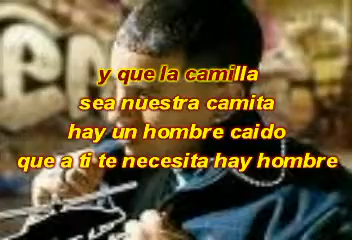 y que la camilla
sea nuestra camita
hay un hombre caido
que a ti te necesita hay hombre